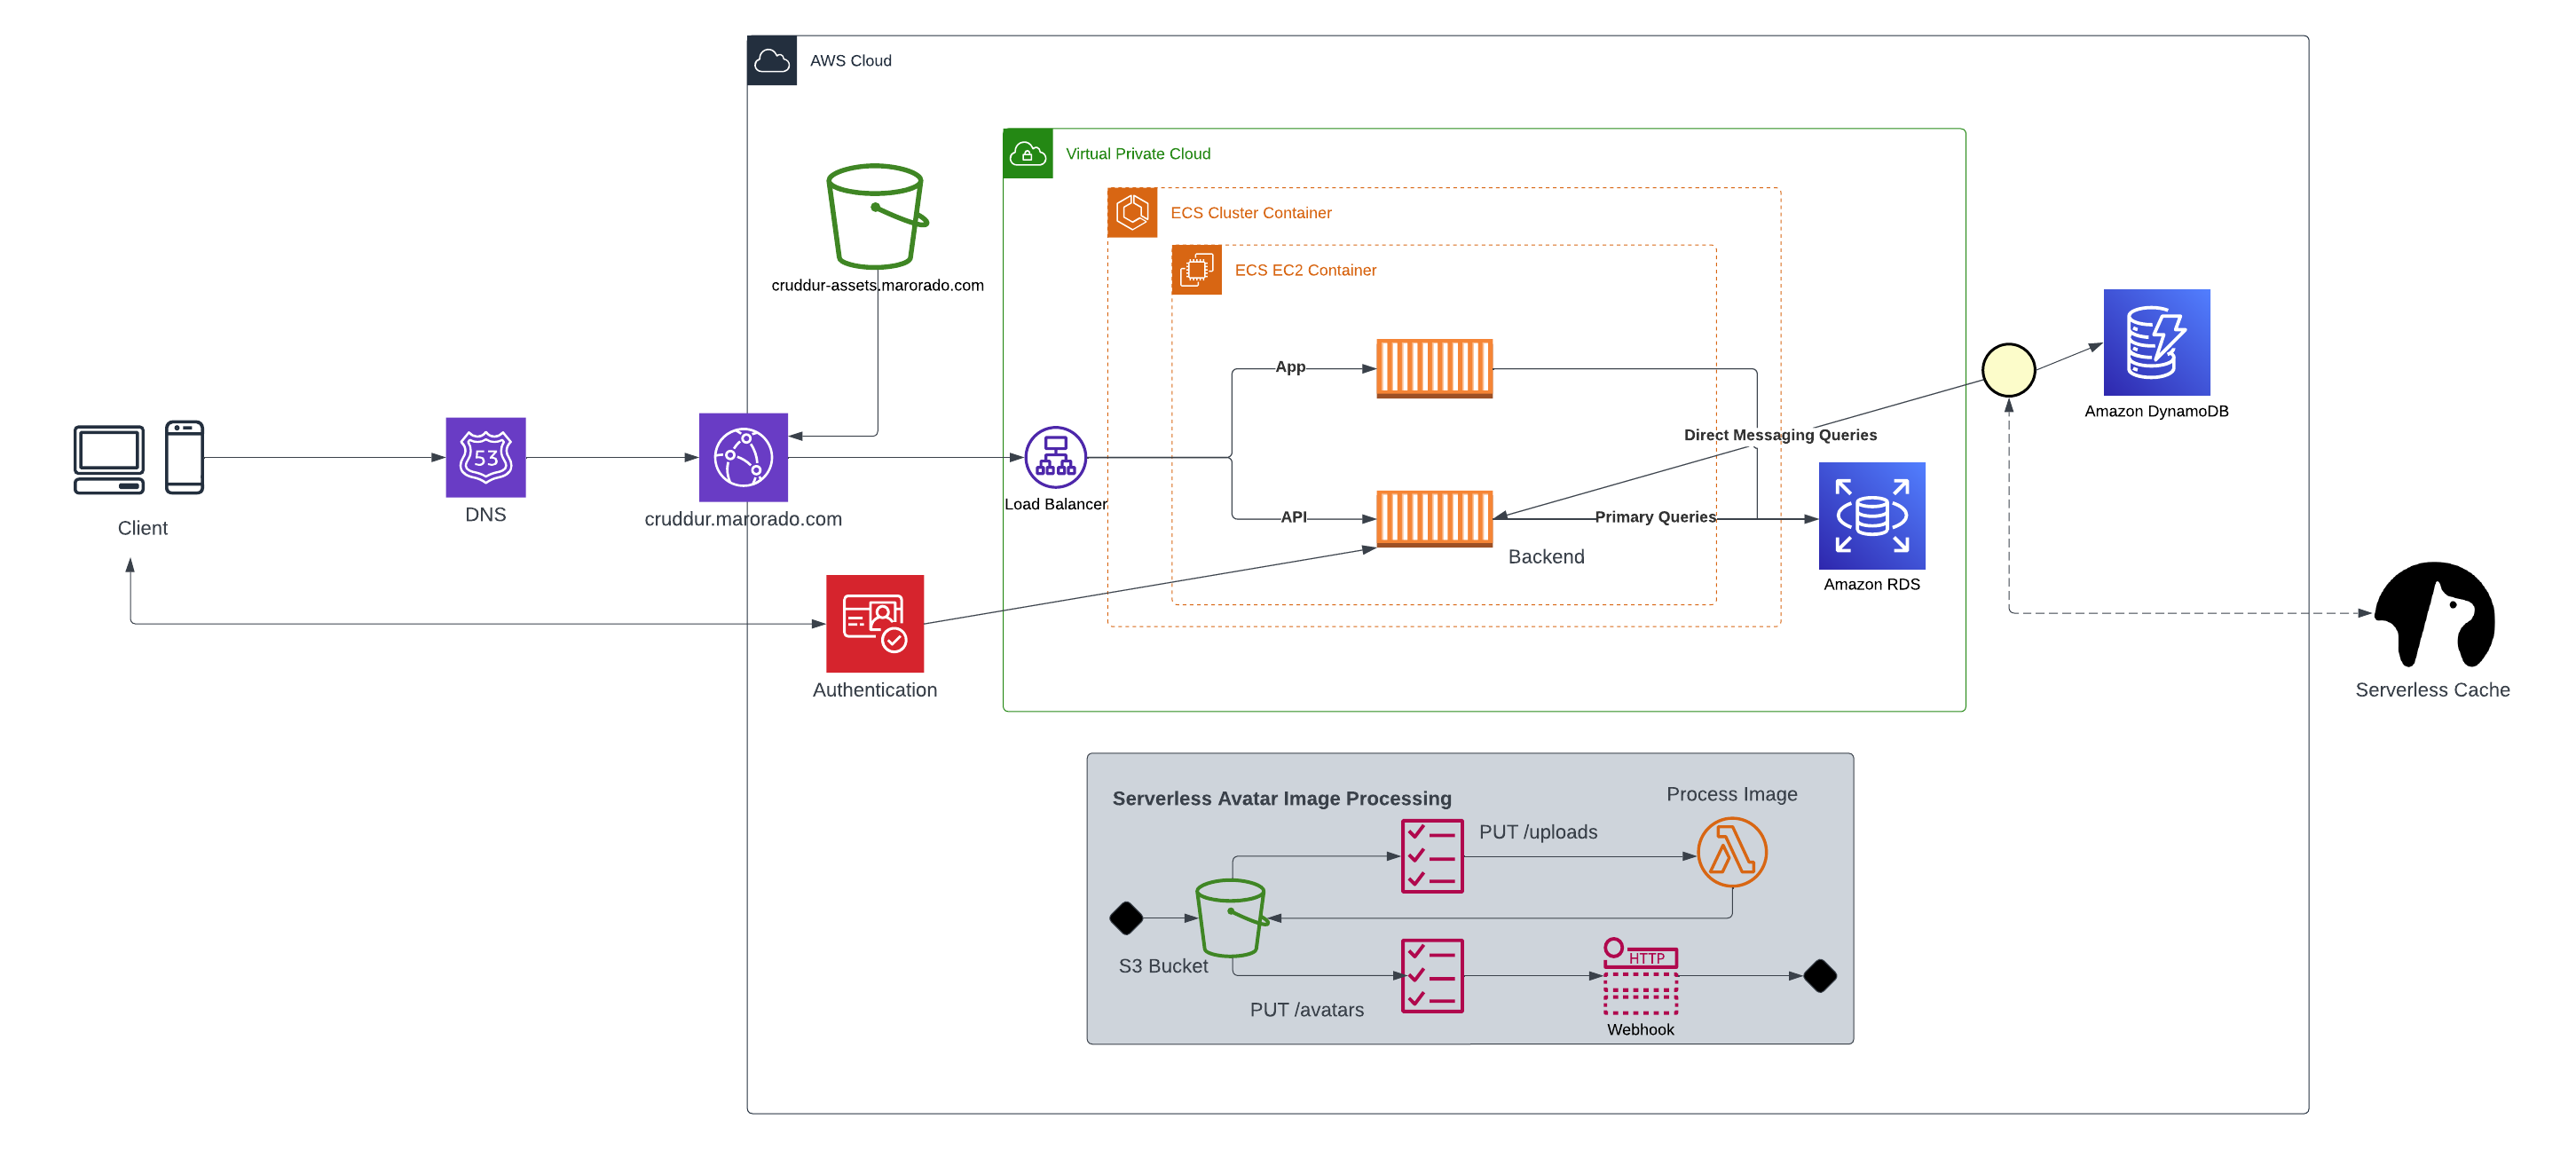 AWS Cloud
Virtual Private Cloud
ECS Cluster Container
ECS EC2 Container
cruddur-assets.marorado.com
App
Amazon DynamoDB
Direct Messaging Queries
53
Client
DNS
cruddur.marorado.com
Load Balancer
API
Primary Queries
Backend
Amazon RDS
Authentication
Serverless Cache
Serverless Avatar Image Processing
Process Image
PUT /uploads
S3 Bucket
HTTP
PUT /avatars
Webhook